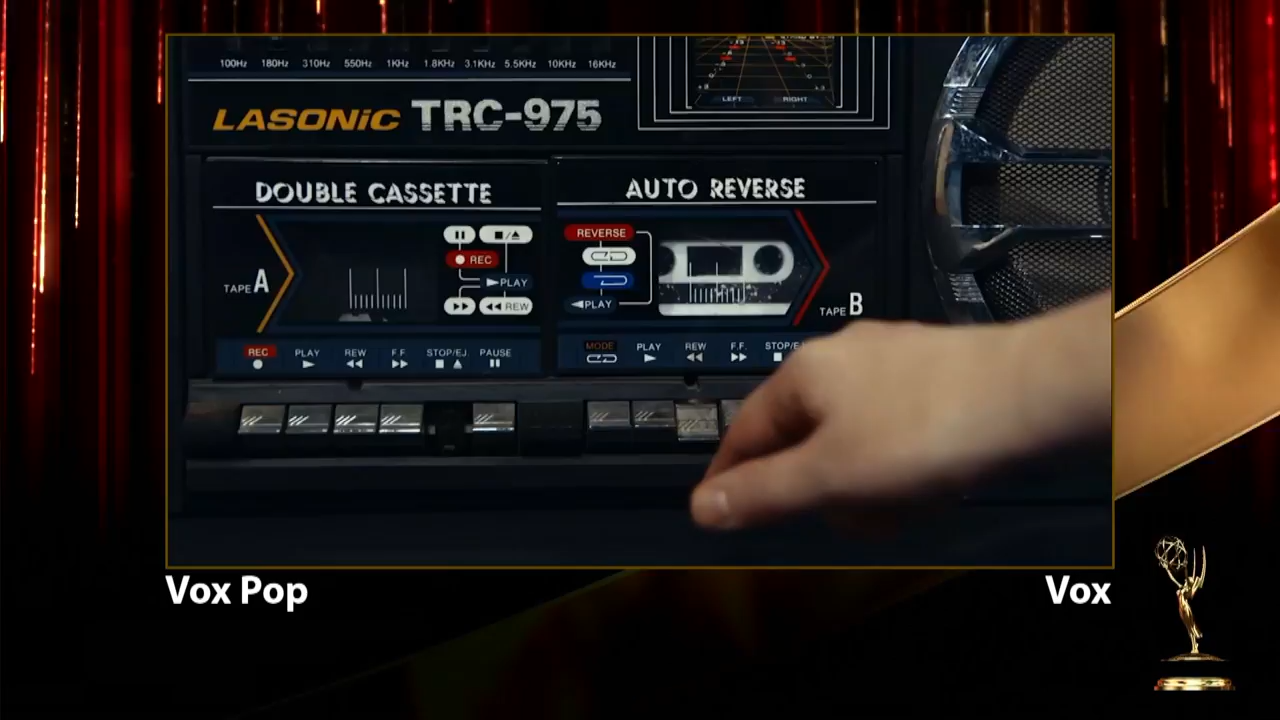 100Hz 180Hz 310Hz 550Hz 1KHz 1.8KHz 3.1KHz 5.5KHz 10KHz 16KHz
LEFT RIGHT
LASONiC TRC-975
DOUBLE CASSETTE
AUTO REVERSE
REVERSE
REC
PLAY
REW
PLAY
TAPE A
TAPE B
REC PLAY REW F.F. STOP/EJ. PAUSE
MODE PLAY REW F.F. STOP/E
Vox Pop
Vox